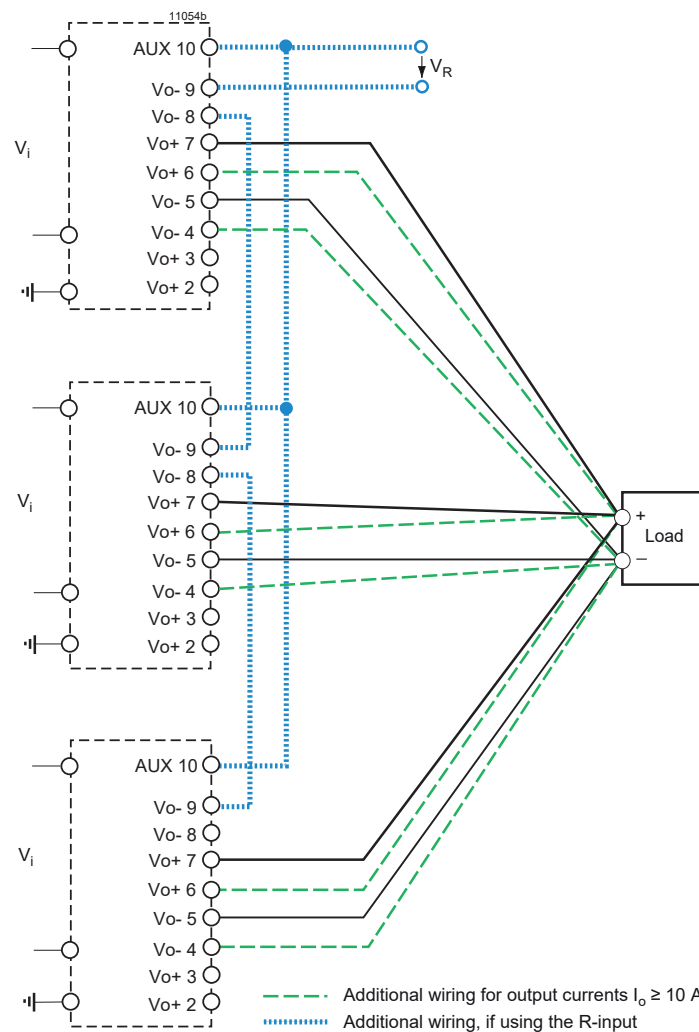 11054b
AUX 10
V_R
Vo- 9
Vo- 8
Vo+ 7
V_i
Vo+ 6
Vo- 5
Vo- 4
Vo+ 3
Vo+ 2
AUX 10
Vo- 9
Vo- 8
Vo+ 7
V_i
Vo+ 6
Vo- 5
Vo- 4
Vo+ 3
Vo+ 2
+
Load
–
AUX 10
Vo- 9
Vo- 8
Vo+ 7
V_i
Vo+ 6
Vo- 5
Vo- 4
Vo+ 3
Vo+ 2
Additional wiring for output currents I_o ≥ 10 A
Additional wiring, if using the R-input